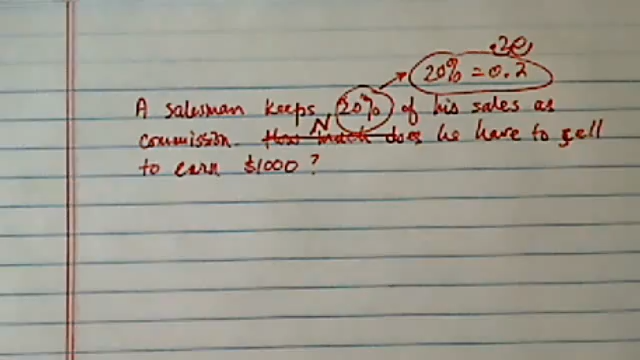 .20
20% = 0.2
A salesman keeps 20% of his sales as
N
commission. How much does he have to sell
to earn $1000?